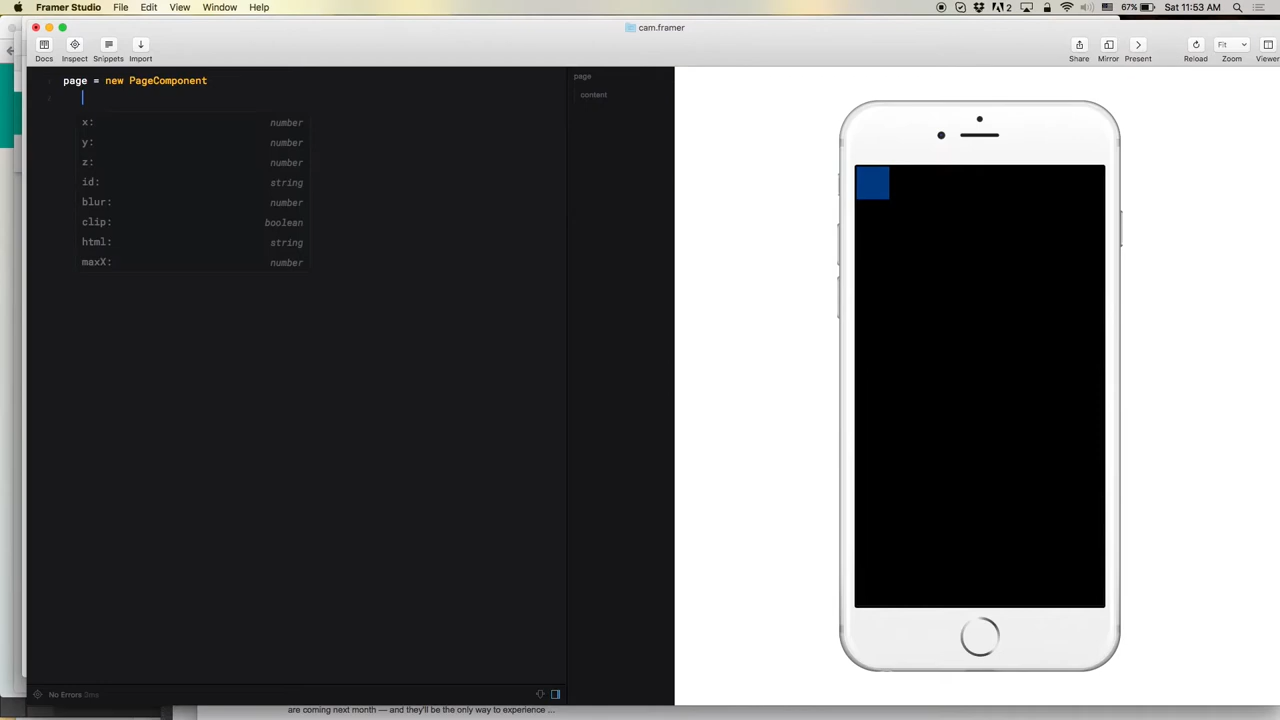 Framer Studio File Edit View Window Help
2 67% Sat 11:53 AM
cam.framer
Docs Inspect Snippets Import
Fit
Share Mirror Present Reload Zoom Viewer
page = new PageComponent
2
x: number
y: number
z: number
id: string
blur: number
clip: boolean
html: string
maxX: number
page
content
No Errors 3ms
are coming next month — and they'll be the only way to experience ...